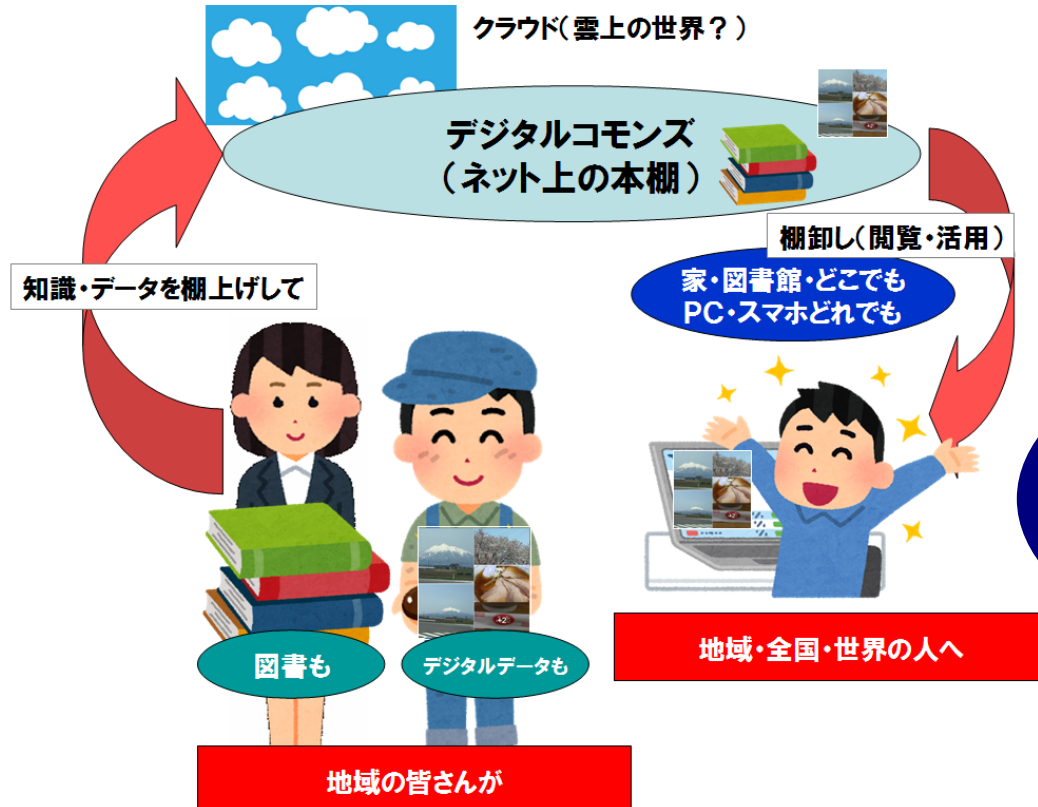 クラウド(雲上の世界?)
デジタルコモンズ
(ネット上の本棚)
棚卸し(閲覧・活用)
知識・データを棚上げして
家・図書館・どこでも
PC・スマホどれでも
図書も
デジタルデータも
地域・全国・世界の人へ
地域の皆さんが